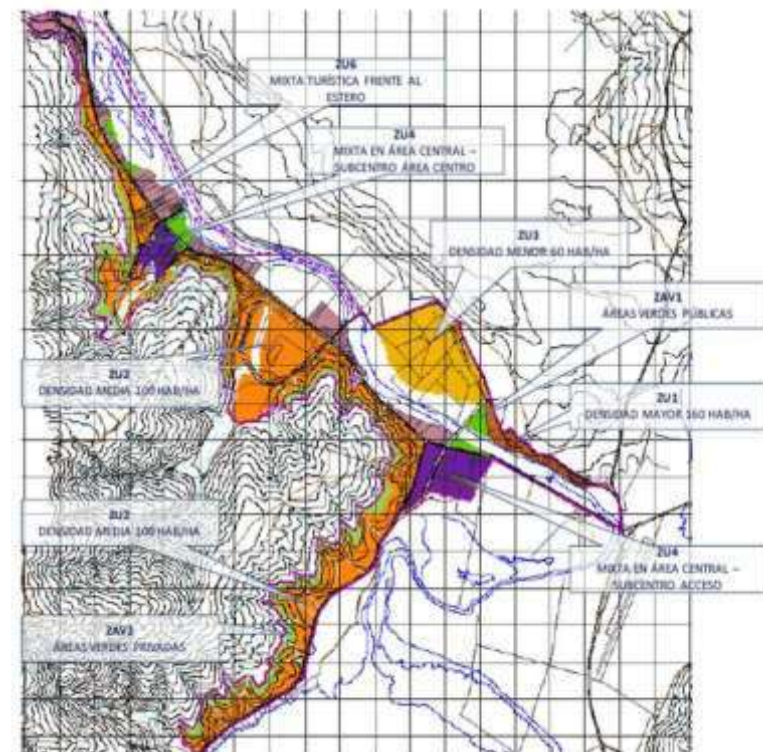 ZU6
MIXTA TURÍSTICA FRENTE AL
ESTERO
ZU4
MIXTA EN ÁREA CENTRAL –
SUBCENTRO ÁREA CENTRO
ZU3
DENSIDAD MENOR 60 HAB/HA
ZAV1
ÁREAS VERDES PÚBLICAS
ZU2
DENSIDAD MEDIA 100 HAB/HA
ZU1
DENSIDAD MAYOR 160 HAB/HA
ZU2
DENSIDAD MEDIA 100 HAB/HA
ZU4
MIXTA EN ÁREA CENTRAL –
SUBCENTRO ACCESO
ÁREAS VERDES PRIVADAS